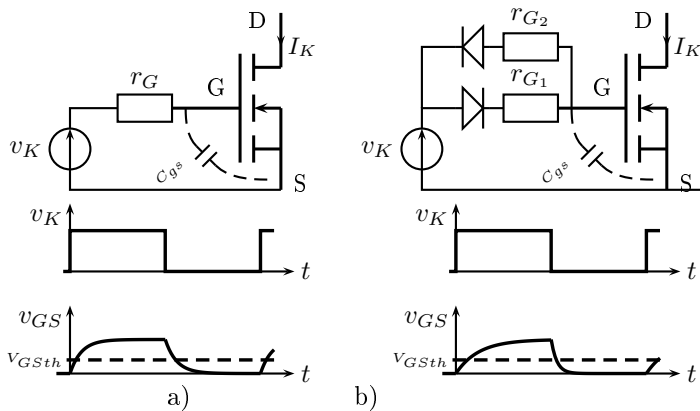 D
I_K
r_G
G
v_K
C_gs
S
v_K
t
v_GS
V_GSth
t
a)
D
I_K
r_G2
r_G1
G
v_K
C_gs
S
v_K
t
v_GS
V_GSth
t
b)